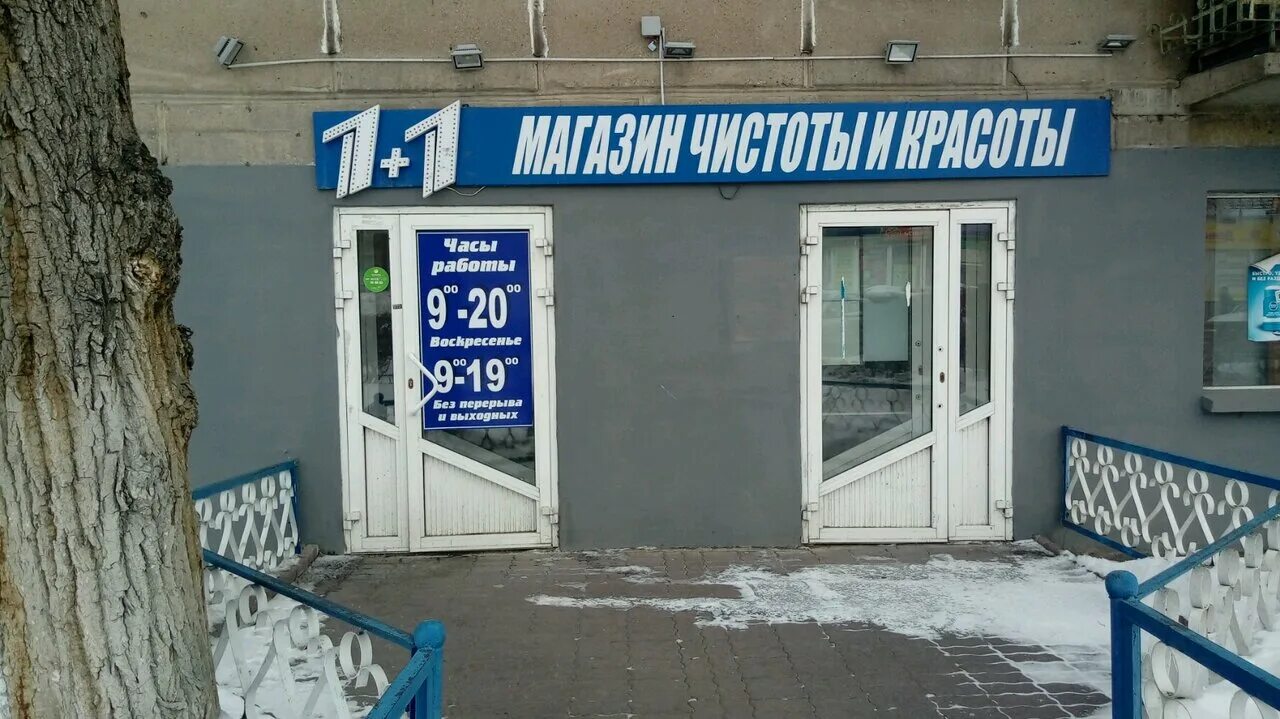 1+1 МАГАЗИН ЧИСТОТЫ И КРАСОТЫ
Часы
работы
9⁰⁰-20⁰⁰
Воскресенье
9⁰⁰-19⁰⁰
Без перерыва
и выходных